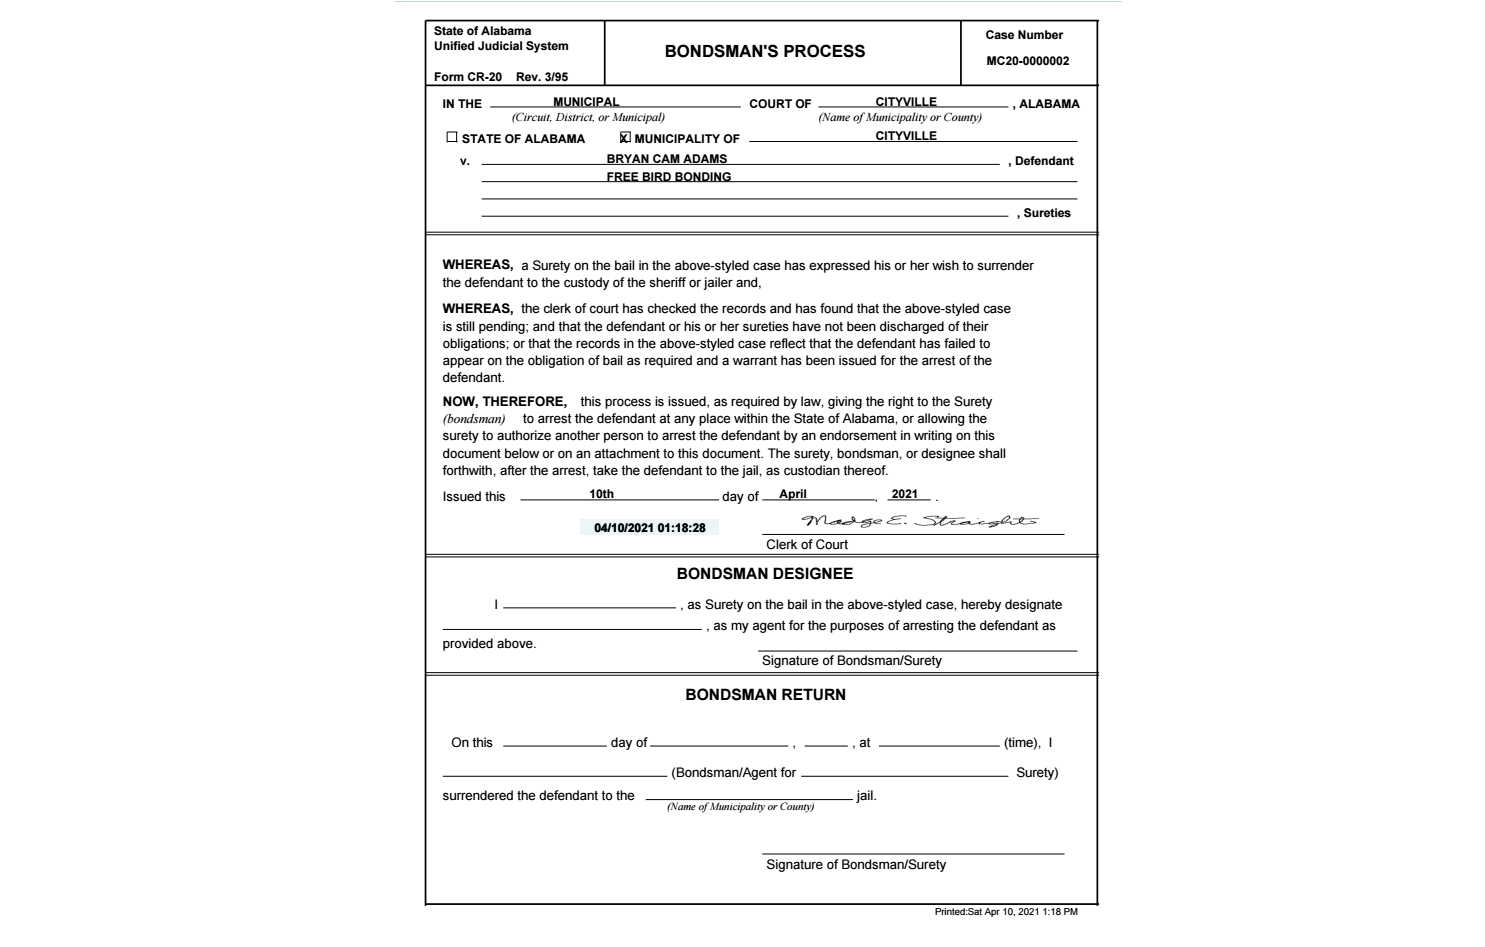 State of Alabama
Unified Judicial System
Form CR-20 Rev. 3/95
BONDSMAN'S PROCESS
Case Number
MC20-0000002
IN THE MUNICIPAL COURT OF CITYVILLE , ALABAMA
(Circuit, District, or Municipal) (Name of Municipality or County)
☐ STATE OF ALABAMA ☒ MUNICIPALITY OF CITYVILLE
v. BRYAN CAM ADAMS , Defendant
FREE BIRD BONDING
, Sureties
WHEREAS, a Surety on the bail in the above-styled case has expressed his or her wish to surrender
the defendant to the custody of the sheriff or jailer and,
WHEREAS, the clerk of court has checked the records and has found that the above-styled case
is still pending; and that the defendant or his or her sureties have not been discharged of their
obligations; or that the records in the above-styled case reflect that the defendant has failed to
appear on the obligation of bail as required and a warrant has been issued for the arrest of the
defendant.
NOW, THEREFORE, this process is issued, as required by law, giving the right to the Surety
(bondsman) to arrest the defendant at any place within the State of Alabama, or allowing the
surety to authorize another person to arrest the defendant by an endorsement in writing on this
document below or on an attachment to this document. The surety, bondsman, or designee shall
forthwith, after the arrest, take the defendant to the jail, as custodian thereof.
Issued this 10th day of April , 2021 .
04/10/2021 01:18:28 Madge E. Straight
Clerk of Court
BONDSMAN DESIGNEE
I , as Surety on the bail in the above-styled case, hereby designate
, as my agent for the purposes of arresting the defendant as
provided above.
Signature of Bondsman/Surety
BONDSMAN RETURN
On this day of , , at (time), I
(Bondsman/Agent for Surety)
surrendered the defendant to the jail.
(Name of Municipality or County)
Signature of Bondsman/Surety
Printed:Sat Apr 10, 2021 1:18 PM